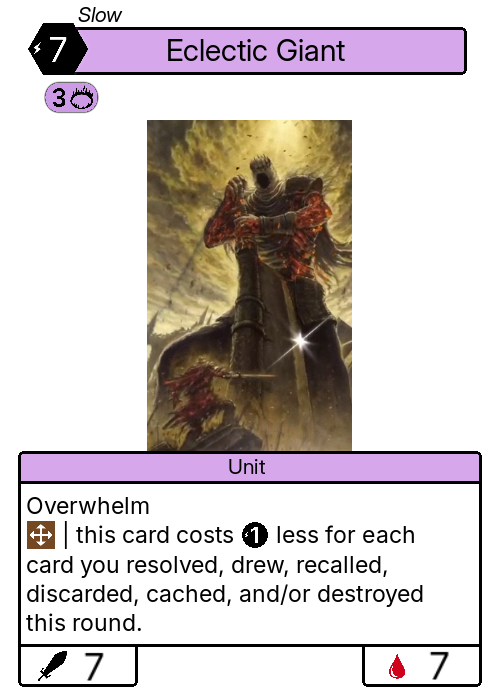 Slow
7
Eclectic Giant
3
Unit
Overwhelm
| this card costs 1 less for each
card you resolved, drew, recalled,
discarded, cached, and/or destroyed
this round.
7
7